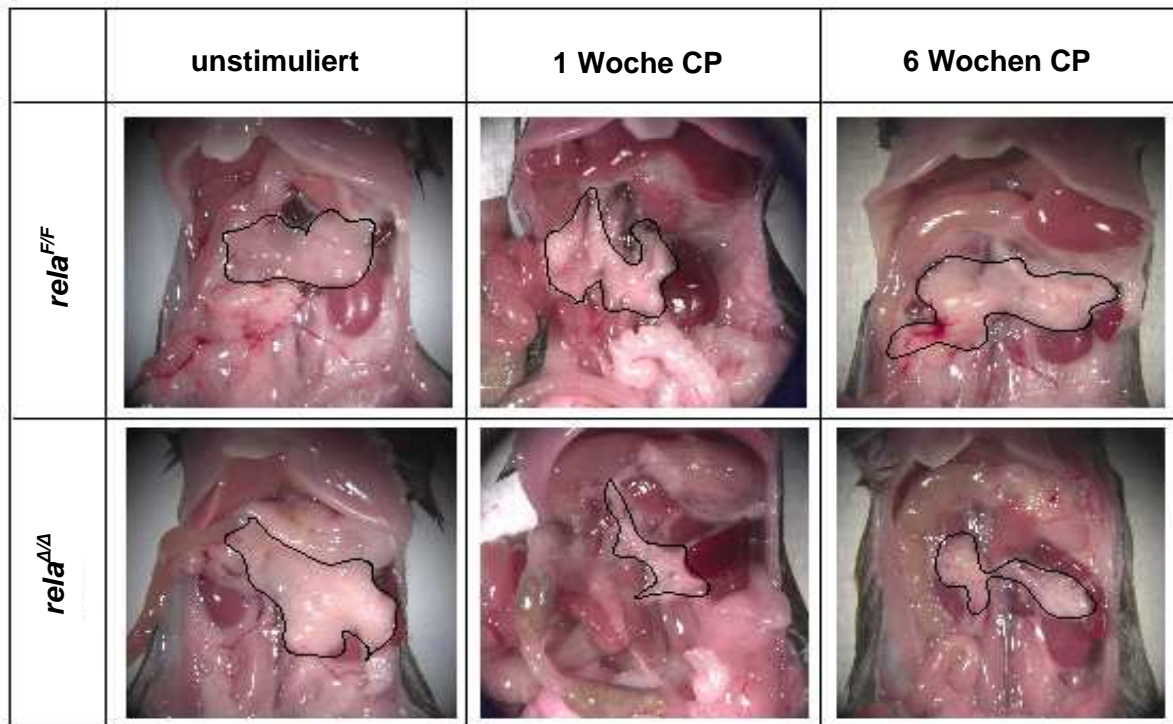 unstimuliert
1 Woche CP
6 Wochen CP
rela^F/F
rela^Δ/Δ